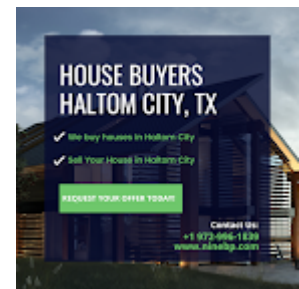 HOUSE BUYERS
HALTOM CITY, TX
We buy houses in Haltom City
Sell Your House in Haltom City
REQUEST YOUR OFFER TODAY!
Contact Us:
+1 972-996-1839
www.ninebp.com